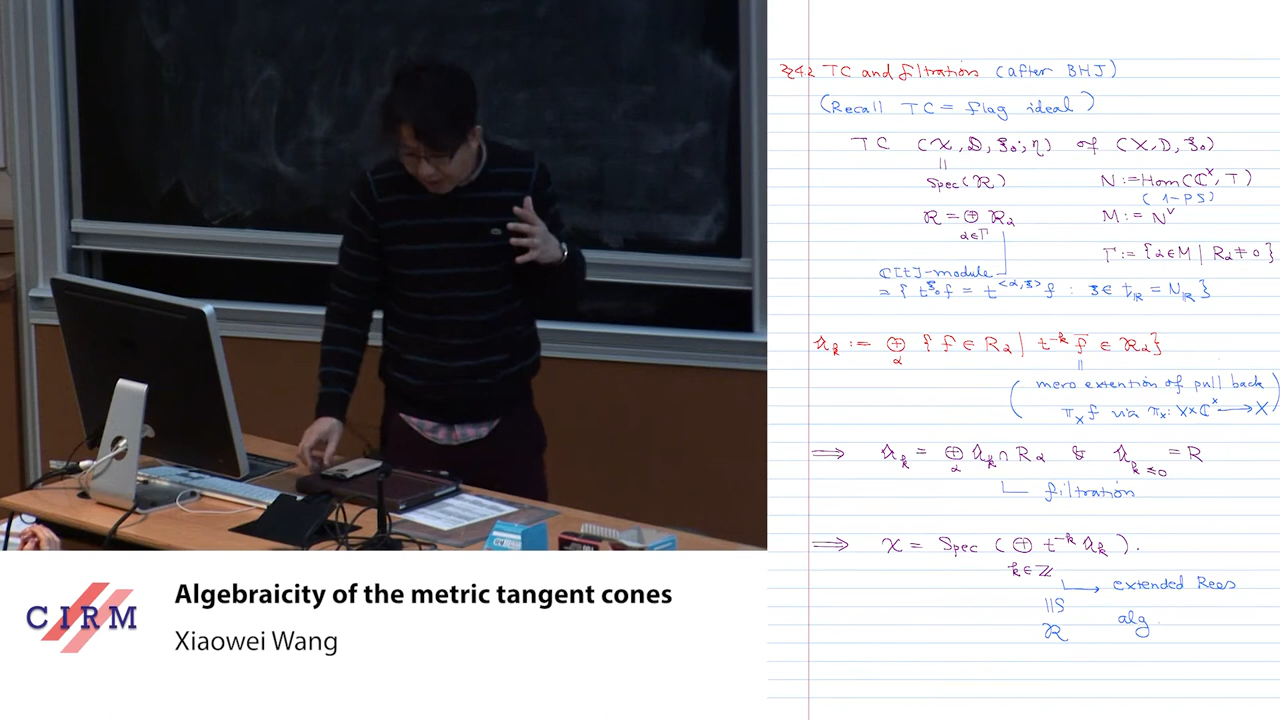 §4.2 TC and filtration (after BHJ)
(Recall TC = flag ideal)
TC (𝒳, 𝒟, ξ₀; η) of (X, D, ξ₀)
||
Spec(ℛ)
N := Hom(ℂˣ, T)
(1-PS)
ℛ = ⊕ ℛ_α
α∈Γ
M := N^∨
Γ := {α∈M | R_α ≠ 0}
ℂ[t]-module
= { t^ξ∘f = t^<α,ξ> f : ξ ∈ t_ℝ = N_ℝ }
𝔞_k := ⊕_α { f ∈ R_α | t^-k f̄ ∈ ℛ_α }
||
(mero extention of pull back
π_X f via π_X : X×ℂˣ → X)
⟹ 𝔞_k = ⊕_α 𝔞_k ∩ R_α & 𝔞_k≤0 = R
filtration
⟹ 𝒳 = Spec ( ⊕ t^-k 𝔞_k ).
k∈ℤ
→ extended Rees
alg.
||S
ℛ
CIRM
Algebraicity of the metric tangent cones
Xiaowei Wang